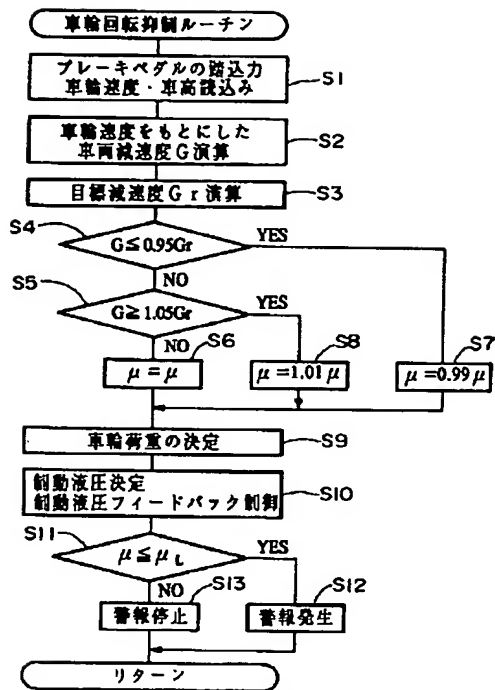 車輪回転抑制ルーチン
ブレーキペダルの踏込力
車輪速度・車高読込み
S1
車輪速度をもとにした
車両減速度G演算
S2
目標減速度Gr演算
S3
S4
G≦0.95Gr
YES
NO
S5
G≧1.05Gr
YES
NO
S6
S8
S7
μ=μ
μ=1.01μ
μ=0.99μ
車輪荷重の決定
S9
制動液圧決定
制動液圧フィードバック制御
S10
S11
μ≦μL
YES
NO
S13
S12
警報停止
警報発生
リターン